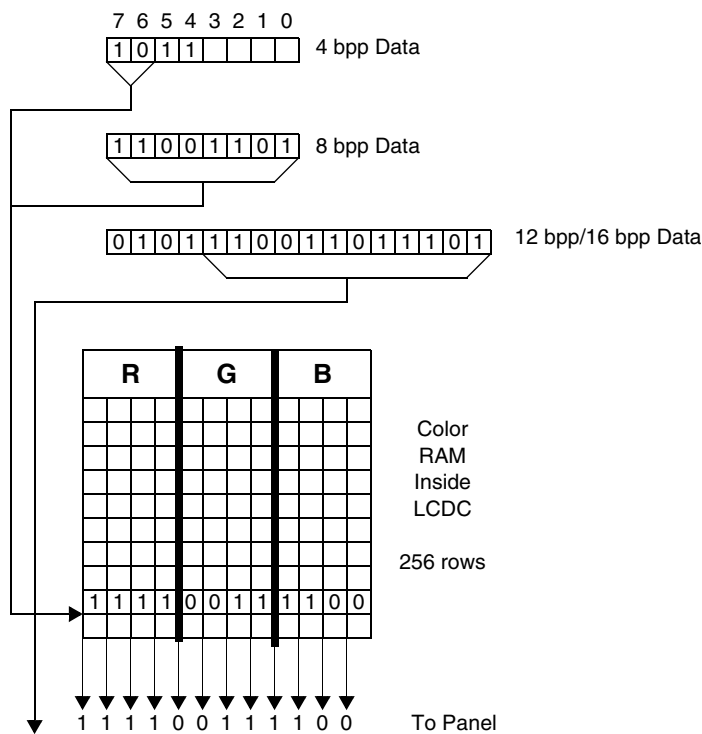 7 6 5 4 3 2 1 0
1 0 1 1 4 bpp Data
1 1 0 0 1 1 0 1 8 bpp Data
0 1 0 1 1 1 0 0 1 1 0 1 1 1 0 1 12 bpp/16 bpp Data
R G B
Color
RAM
Inside
LCDC
256 rows
1 1 1 1 0 0 1 1 1 1 0 0
1 1 1 1 0 0 1 1 1 1 0 0 To Panel